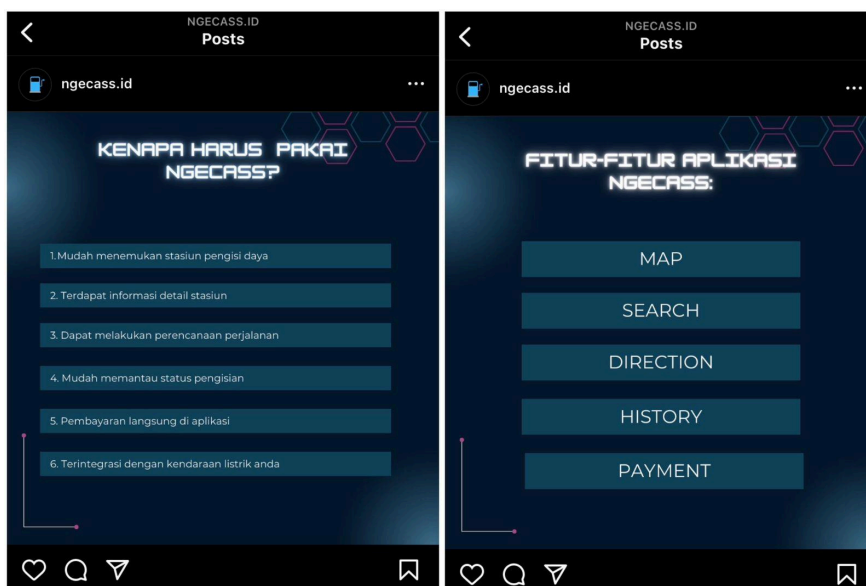 NGECASS.ID
Posts
ngecass.id
KENAPA HARUS PAKAI
NGECASS?
1.Mudah menemukan stasiun pengisi daya
2. Terdapat informasi detail stasiun
3. Dapat melakukan perencanaan perjalanan
4. Mudah memantau status pengisian
5. Pembayaran langsung di aplikasi
6. Terintegrasi dengan kendaraan listrik anda
NGECASS.ID
Posts
ngecass.id
FITUR-FITUR APLIKASI
NGECASS:
MAP
SEARCH
DIRECTION
HISTORY
PAYMENT